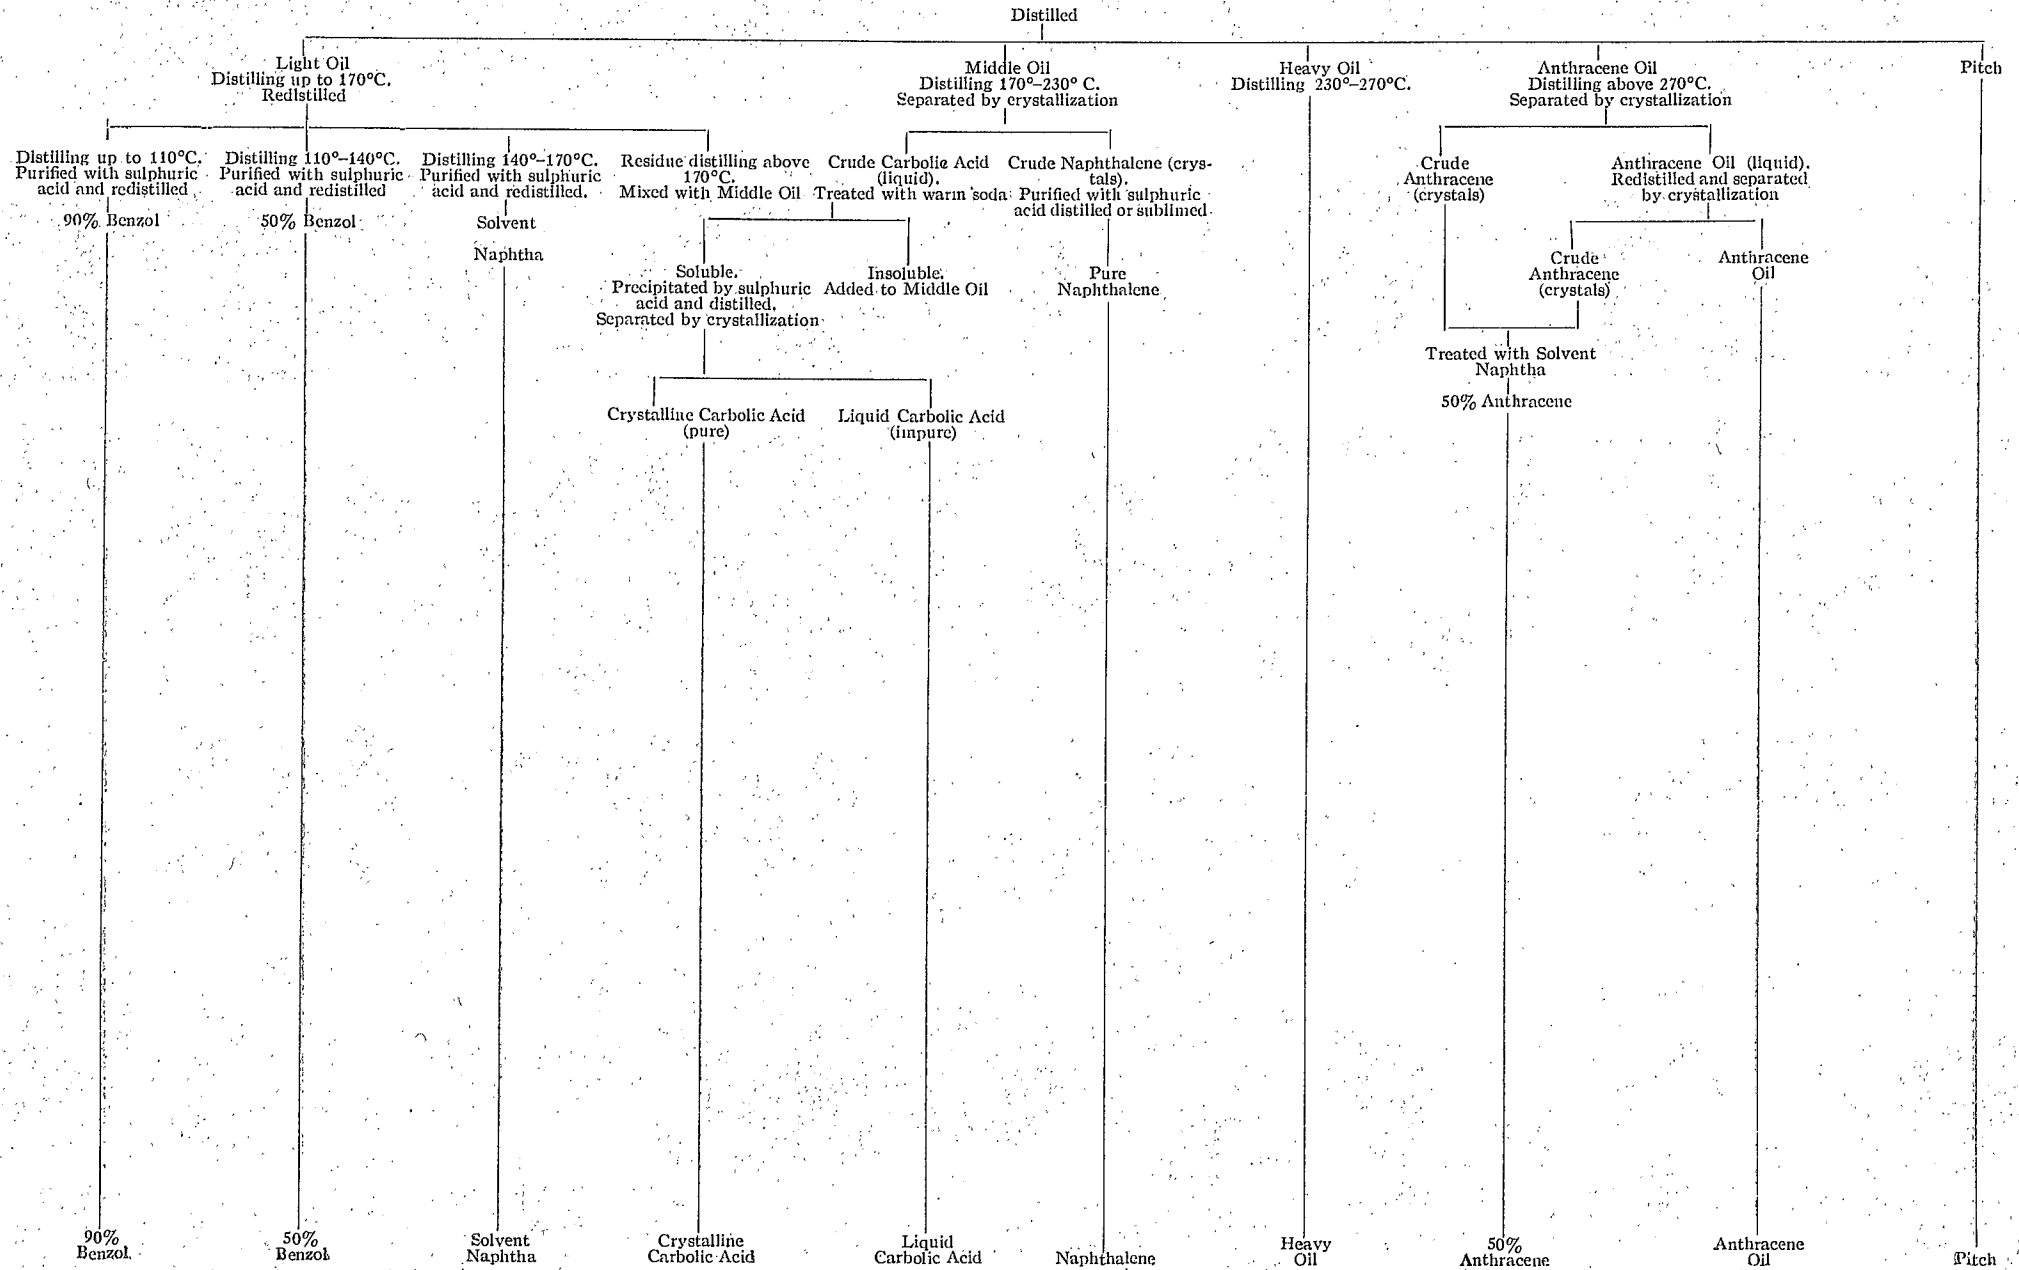 Distilled
Light Oil
Distilling up to 170°C.
Redistilled
Middle Oil
Distilling 170°–230° C.
Separated by crystallization
Heavy Oil
Distilling 230°–270°C.
Anthracene Oil
Distilling above 270°C.
Separated by crystallization
Pitch
Distilling up to 110°C.
Purified with sulphuric
acid and redistilled
90% Benzol
Distilling 110°–140°C.
Purified with sulphuric
acid and redistilled
50% Benzol
Distilling 140°–170°C.
Purified with sulphuric
acid and redistilled.
Solvent
Naphtha
Residue distilling above
170°C.
Mixed with Middle Oil
Crude Carbolic Acid
(liquid).
Treated with warm soda
Crude Naphthalene (crys-
tals).
Purified with sulphuric
acid distilled or sublimed
Soluble.
Precipitated by sulphuric
acid and distilled.
Separated by crystallization
Insoluble.
Added to Middle Oil
Pure
Naphthalene
Crude
Anthracene
(crystals)
Anthracene Oil (liquid).
Redistilled and separated
by crystallization
Crude
Anthracene
(crystals)
Anthracene
Oil
Treated with Solvent
Naphtha
50% Anthracene
Crystalline Carbolic Acid
(pure)
Liquid Carbolic Acid
(impure)
90%
Benzol
50%
Benzol
Solvent
Naphtha
Crystalline
Carbolic Acid
Liquid
Carbolic Acid
Naphthalene
Heavy
Oil
50%
Anthracene
Anthracene
Oil
Pitch